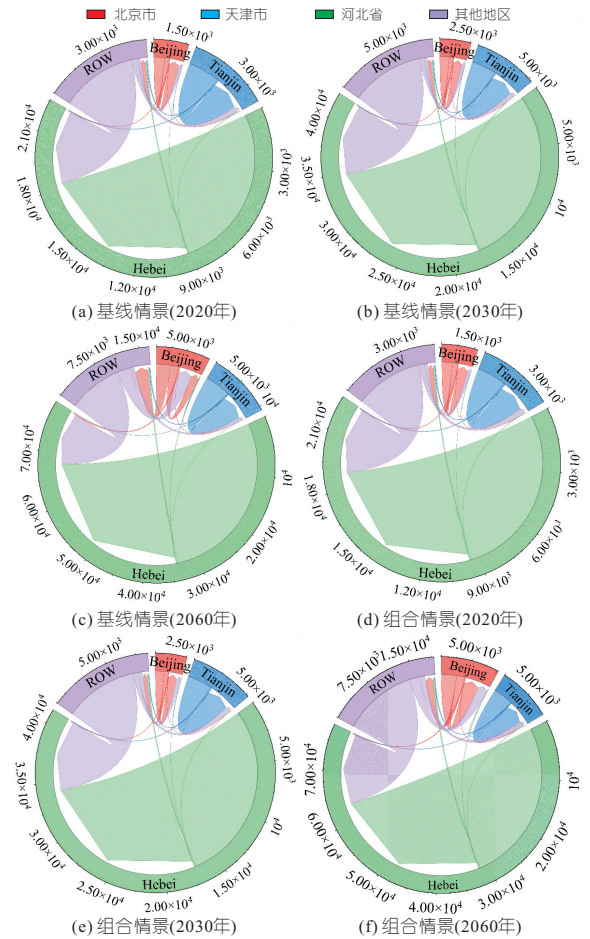 北京市 天津市 河北省 其他地区
3.00×10³ 1.50×10³ 3.00×10³ 3.00×10³ 6.00×10³ 9.00×10³ 1.20×10⁴ 1.50×10⁴ 1.80×10⁴ 2.10×10⁴
ROW Beijing Tianjin Hebei
5.00×10³ 2.50×10³ 5.00×10³ 5.00×10³ 10⁴ 1.50×10⁴ 2.00×10⁴ 2.50×10⁴ 3.00×10⁴ 3.50×10⁴ 4.00×10⁴
ROW Beijing Tianjin Hebei
(a) 基线情景(2020年) (b) 基线情景(2030年)
7.50×10³ 1.50×10⁴ 5.00×10³ 5.00×10³ 10⁴ 10⁴ 2.00×10⁴ 3.00×10⁴ 4.00×10⁴ 5.00×10⁴ 6.00×10⁴ 7.00×10⁴
ROW Beijing Tianjin Hebei
3.00×10³ 1.50×10³ 3.00×10³ 3.00×10³ 6.00×10³ 9.00×10³ 1.20×10⁴ 1.50×10⁴ 1.80×10⁴ 2.10×10⁴
ROW Beijing Tianjin Hebei
(c) 基线情景(2060年) (d) 组合情景(2020年)
5.00×10³ 2.50×10³ 5.00×10³ 5.00×10³ 10⁴ 1.50×10⁴ 2.00×10⁴ 2.50×10⁴ 3.00×10⁴ 3.50×10⁴ 4.00×10⁴
ROW Beijing Tianjin Hebei
7.50×10³ 1.50×10⁴ 5.00×10³ 5.00×10³ 10⁴ 2.00×10⁴ 3.00×10⁴ 4.00×10⁴ 5.00×10⁴ 6.00×10⁴ 7.00×10⁴
ROW Beijing Tianjin Hebei
(e) 组合情景(2030年) (f) 组合情景(2060年)